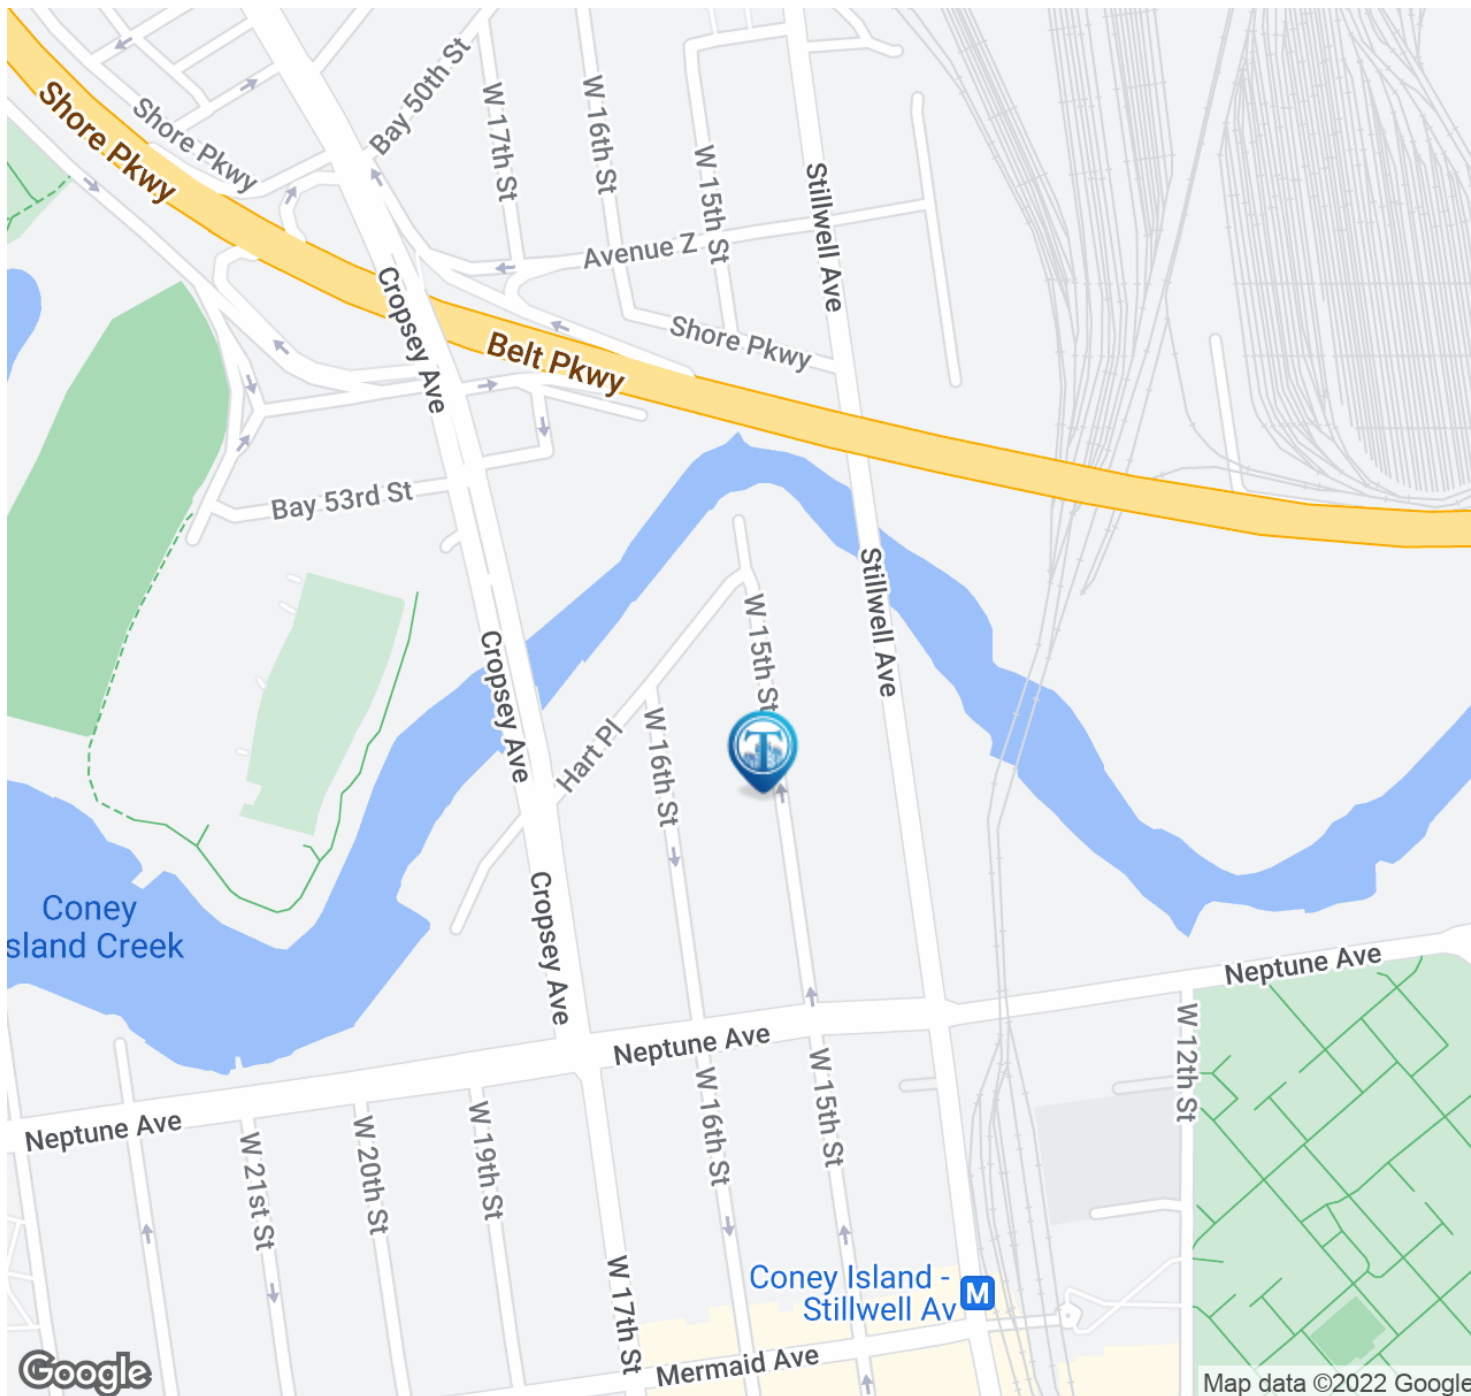 Bay 50th St
W 17th St
W 16th St
W 15th St
Stillwell Ave
Shore Pkwy
Shore Pkwy
Avenue Z
Cropsey Ave
Shore Pkwy
Belt Pkwy
Bay 53rd St
Stillwell Ave
W 15th St
Cropsey Ave
Hart Pl
W 16th St
T
Coney
sland Creek
Cropsey Ave
Neptune Ave
Neptune Ave
W 12th St
Neptune Ave
W 21st St
W 20th St
W 19th St
W 16th St
W 15th St
W 17th St
Coney Island -
Stillwell Av
M
Mermaid Ave
Google
Map data ©2022 Google